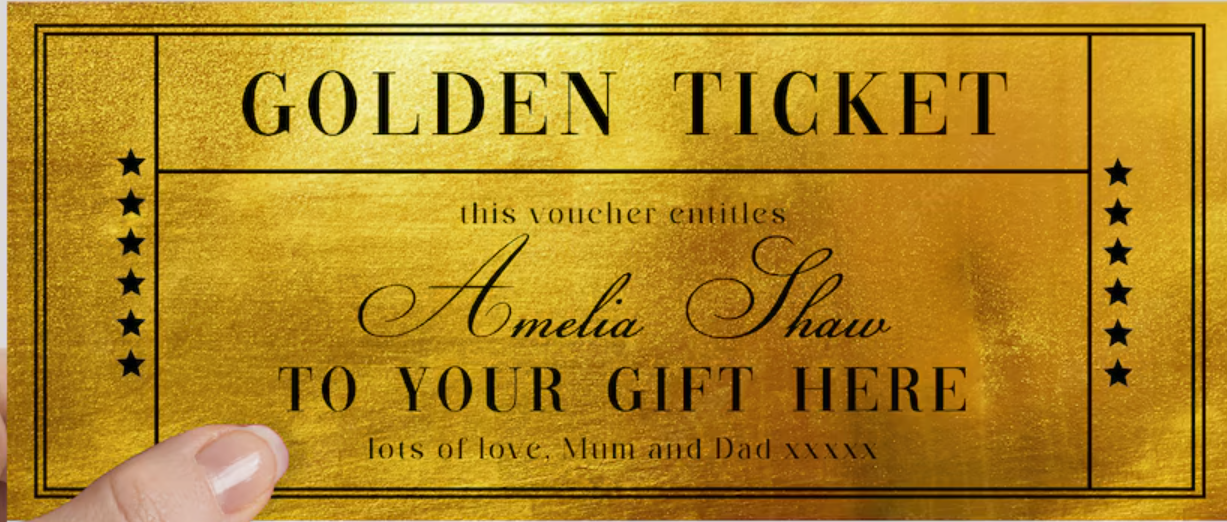 GOLDEN TICKET
this voucher entitles
Amelia Shaw
TO YOUR GIFT HERE
lots of love, Mum and Dad xxxxx